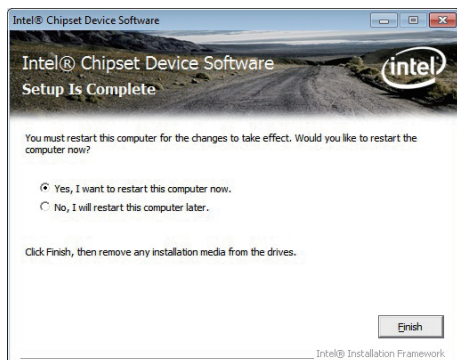 Intel® Chipset Device Software
Intel® Chipset Device Software
intel
Setup Is Complete
You must restart this computer for the changes to take effect. Would you like to restart the
computer now?
Yes, I want to restart this computer now.
No, I will restart this computer later.
Click Finish, then remove any installation media from the drives.
Finish
Intel® Installation Framework